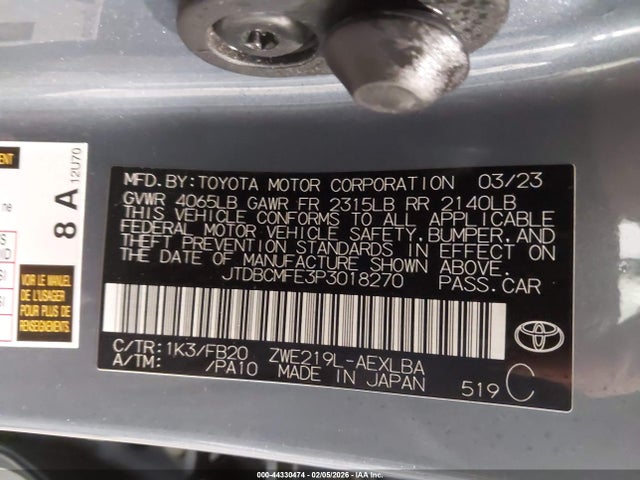 MFD.BY:TOYOTA MOTOR CORPORATION 03/23
GVWR 4065LB GAWR FR 2315LB RR 2140LB
THIS VEHICLE CONFORMS TO ALL APPLICABLE
FEDERAL MOTOR VEHICLE SAFETY,BUMPER,AND
THEFT PREVENTION STANDARDS IN EFFECT ON
THE DATE OF MANUFACTURE SHOWN ABOVE.
JTDBCMFE3P3018270 PASS.CAR
C/TR:1K3/FB20 ZWE219L-AEXLBA
A/TM: /PA10 MADE IN JAPAN 519 C
8 A 12U70
ne
VOIR LE MANUEL
DE L'USAGER
POUR PLUS DE
RENSEIGNEMENTS
000-44330474 - 02/05/2026 - IAAHC